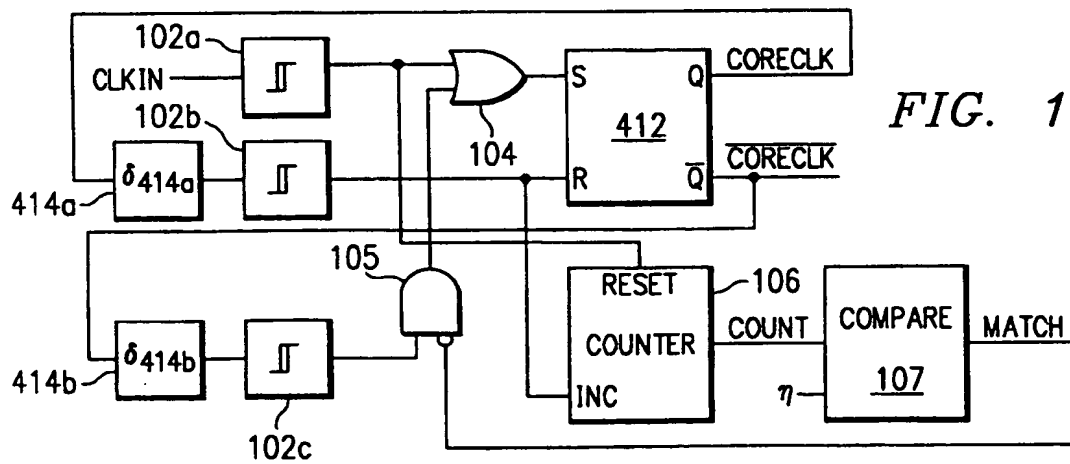 102a
CLKIN
102b
δ414a
414a
104
S
Q
412
R
Q̅
CORECLK
C̅O̅R̅E̅C̅L̅K̅
FIG. 1
105
δ414b
414b
102c
RESET
106
COUNTER
INC
COUNT
COMPARE
107
η
MATCH